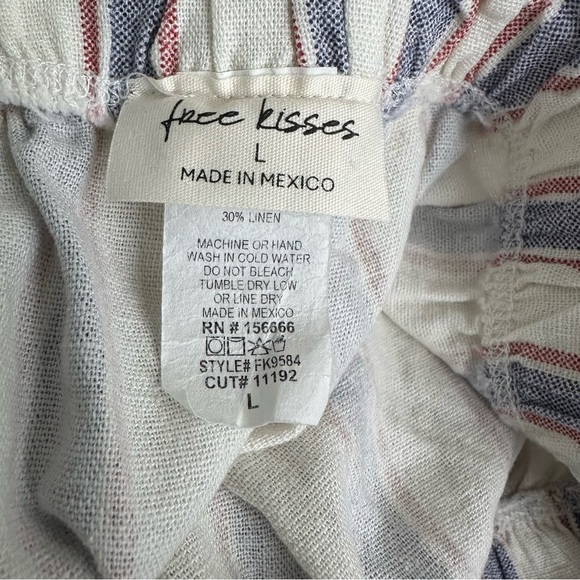 free kisses
L
MADE IN MEXICO
30% LINEN
MACHINE OR HAND
WASH IN COLD WATER
DO NOT BLEACH
TUMBLE DRY LOW
OR LINE DRY
MADE IN MEXICO
RN # 156666
STYLE# FK9584
CUT# 11192
L